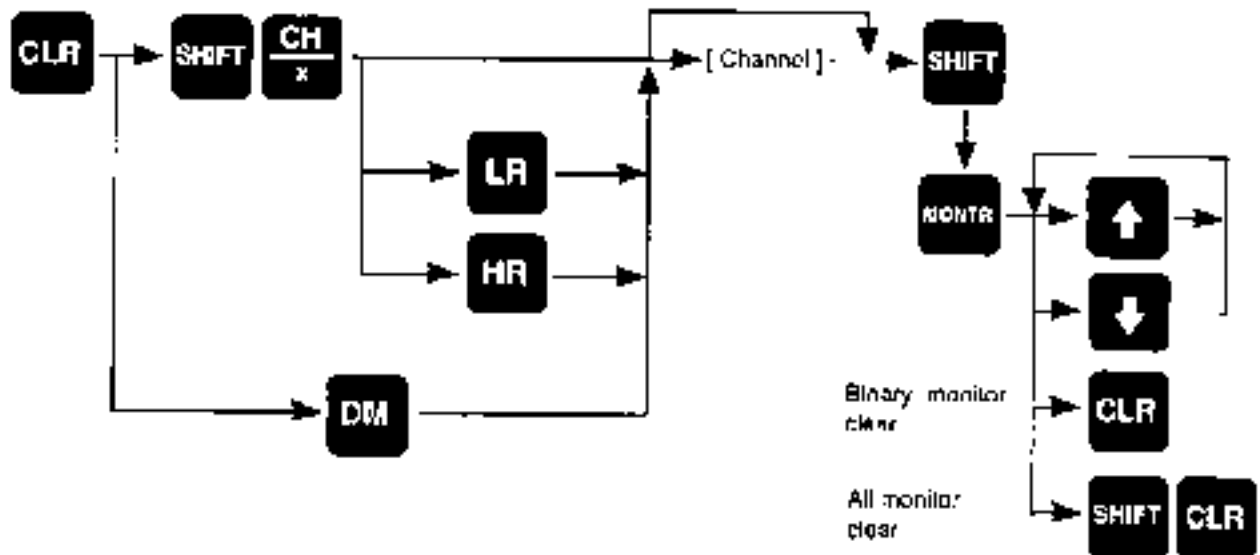 CLR
SHIFT
CH
x
[ Channel ]
SHIFT
LR
HR
MONTR
DM
Binary monitor
clear
CLR
All monitor
clear
SHIFT
CLR